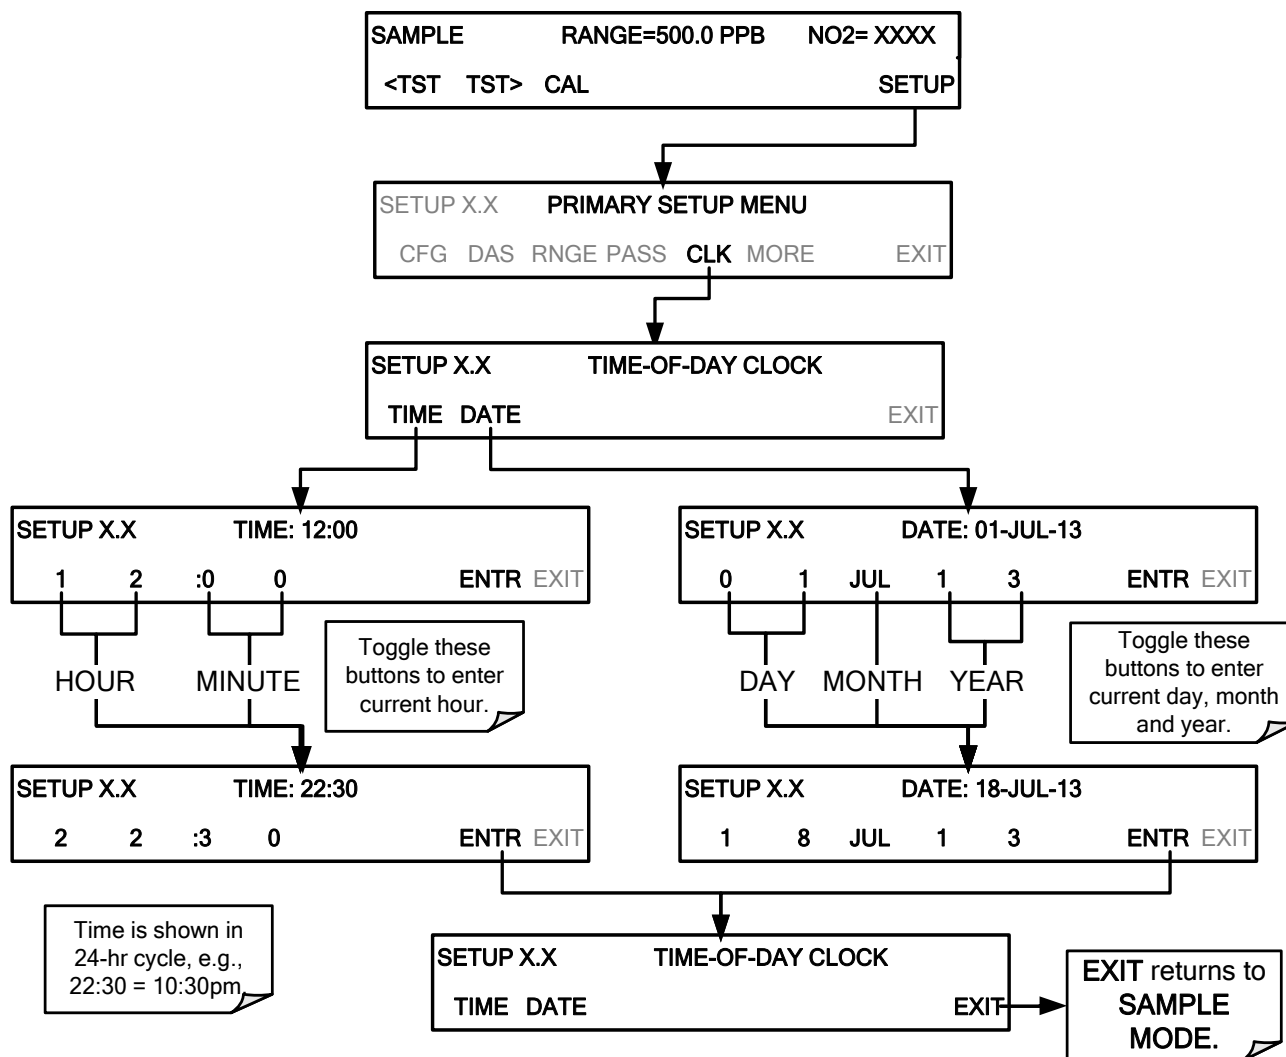 SAMPLE RANGE=500.0 PPB NO2= XXXX
<TST TST> CAL SETUP
SETUP X.X PRIMARY SETUP MENU
CFG DAS RNGE PASS CLK MORE EXIT
SETUP X.X TIME-OF-DAY CLOCK
TIME DATE EXIT
SETUP X.X TIME: 12:00
1 2 :0 0 ENTR EXIT
HOUR MINUTE
Toggle these
buttons to enter
current hour.
SETUP X.X DATE: 01-JUL-13
0 1 JUL 1 3 ENTR EXIT
DAY MONTH YEAR
Toggle these
buttons to enter
current day, month
and year.
SETUP X.X TIME: 22:30
2 2 :3 0 ENTR EXIT
SETUP X.X DATE: 18-JUL-13
1 8 JUL 1 3 ENTR EXIT
Time is shown in
24-hr cycle, e.g.,
22:30 = 10:30pm
SETUP X.X TIME-OF-DAY CLOCK
TIME DATE EXIT
EXIT returns to
SAMPLE
MODE.